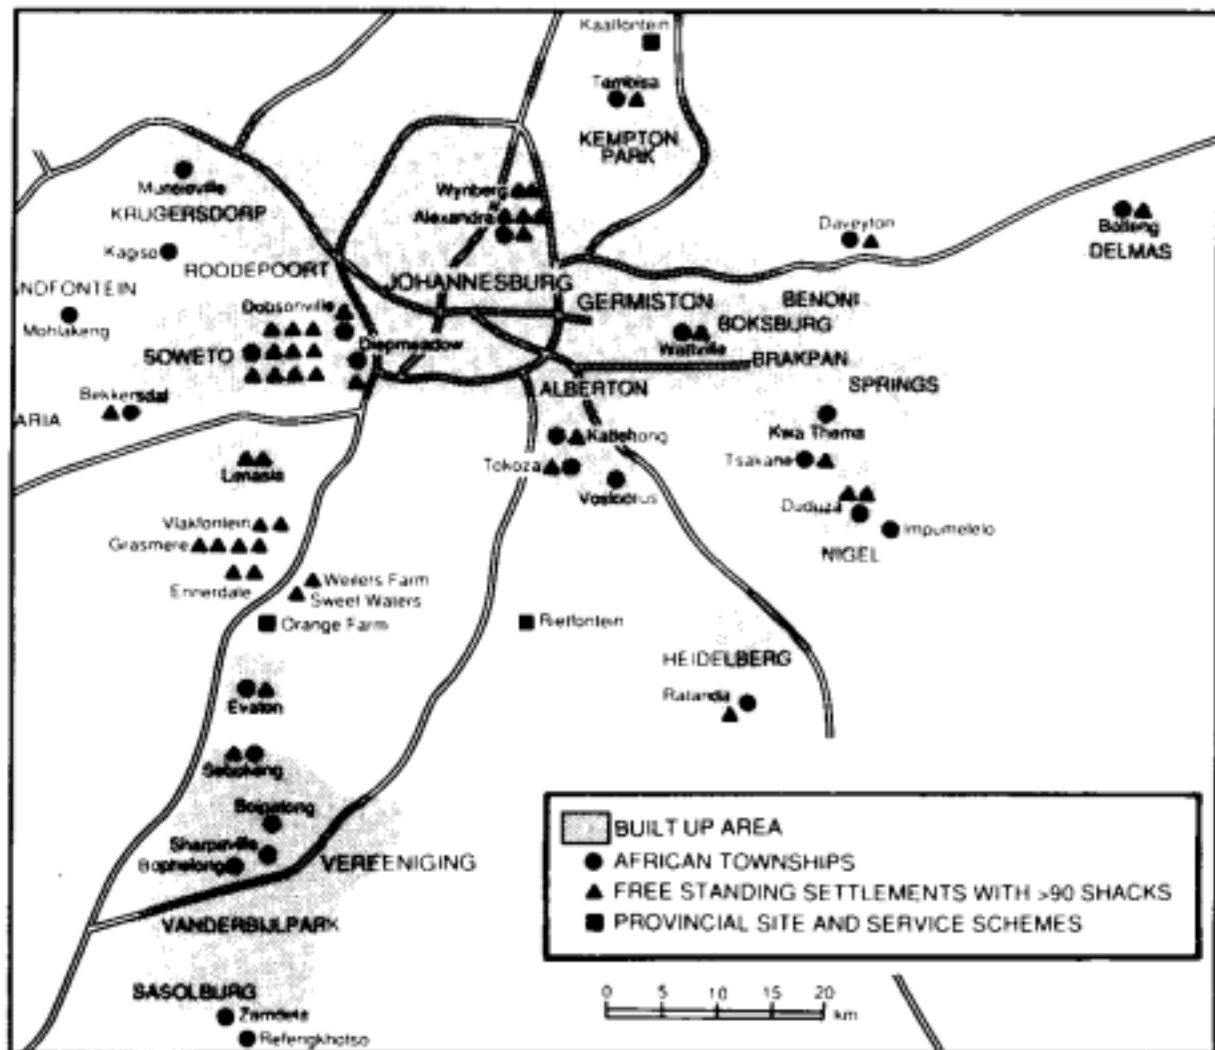 Kaalfontein
Tembisa
KEMPTON
PARK
Munsieville
KRUGERSDORP
Wynberg
Alexandra
Daveyton
Botleng
DELMAS
Kagiso
ROODEPOORT
JOHANNESBURG
NDFONTEIN
GERMISTON
BENONI
Mohlakeng
Dobsonville
BOKSBURG
Wattville
SOWETO
Diepmeadow
BRAKPAN
Bekkersdal
ALBERTON
SPRINGS
ARIA
Kwa Thema
Katlehong
Tokoza
Tsakane
Lenasia
Vosloorus
Duduza
Vlakfontein
Impumelelo
Grasmere
NIGEL
Ennerdale
Weilers Farm
Sweet Waters
Orange Farm
Rietfontein
HEIDELBERG
Ratanda
Evaton
Sebokeng
Boipatong
Sharpeville
Bophelong
VEREENIGING
VANDERBIJLPARK
SASOLBURG
Zamdela
Refengkhotso
BUILT UP AREA
AFRICAN TOWNSHIPS
FREE STANDING SETTLEMENTS WITH >90 SHACKS
PROVINCIAL SITE AND SERVICE SCHEMES
0 5 10 15 20
km